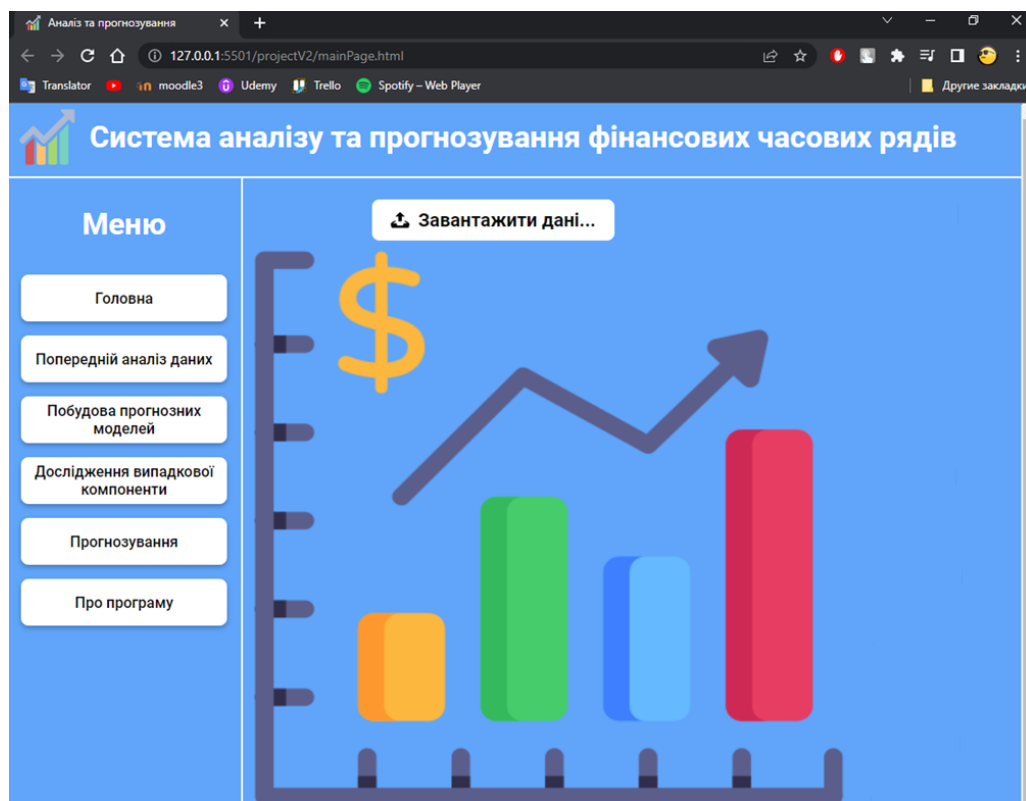 Аналіз та прогнозування
127.0.0.1:5501/projectV2/mainPage.html
Translator moodle3 Udemy Trello Spotify – Web Player Другие закладки
Система аналізу та прогнозування фінансових часових рядів
Меню
Завантажити дані...
Головна
Попередній аналіз даних
Побудова прогнозних
моделей
Дослідження випадкової
компоненти
Прогнозування
Про програму
$